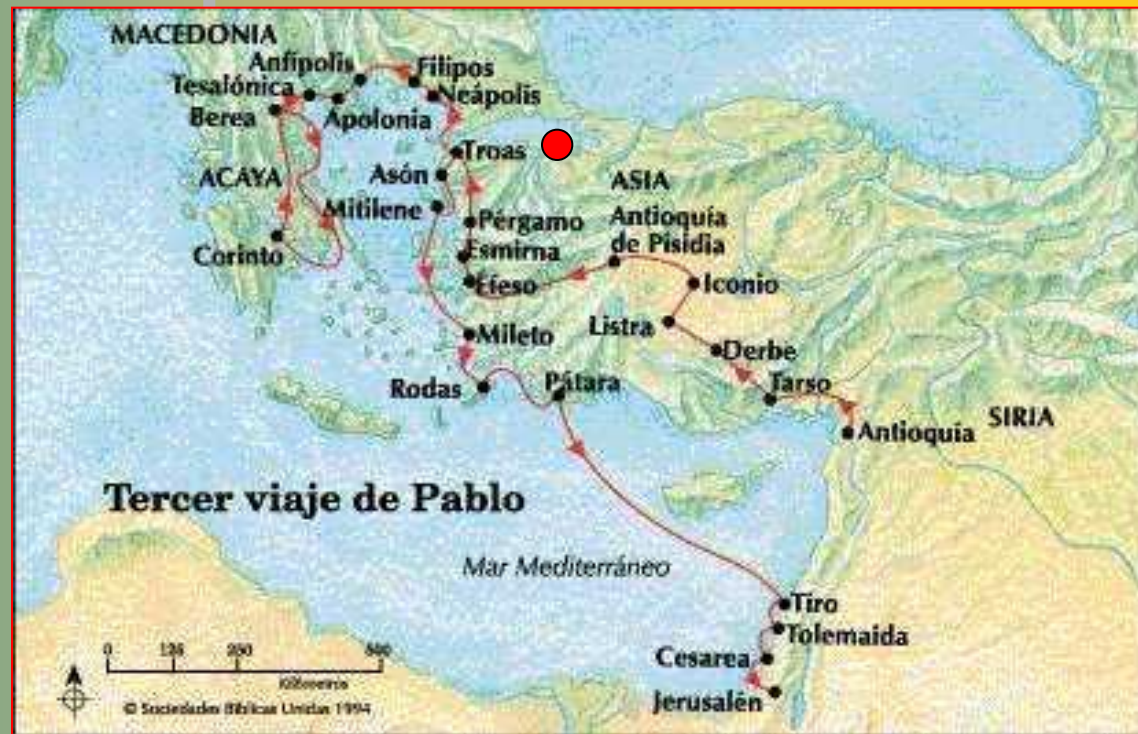 MACEDONIA
Anfípolis
Filipos
Tesalónica
Neápolis
Berea
Apolonia
Troas
Asón
ACAYA
ASIA
Mitilene
Antioquía
de Pisidia
Pérgamo
Corinto
Esmirna
Efeso
Iconio
Listra
Mileto
Derbe
Rodas
Pátara
Tarso
SIRIA
Antioquía
Tercer viaje de Pablo
Mar Mediterráneo
Tiro
Tolemaida
Cesarea
Jerusalén
0 125 250 500
Kilómetros
© Sociedades Bíblicas Unidas 1994